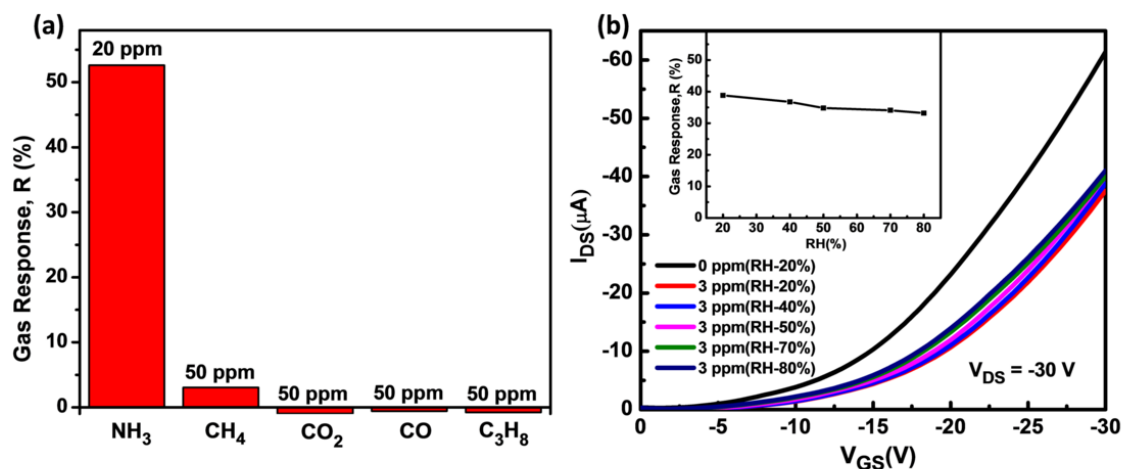 (a)
Gas Response, R (%)
50
40
30
20
10
0
20 ppm
50 ppm
50 ppm
50 ppm
50 ppm
NH₃
CH₄
CO₂
CO
C₃H₈
(b)
I_DS(μA)
-60
-50
-40
-30
-20
-10
0
Gas Response,R (%)
50
40
30
20
10
0
20 30 40 50 60 70 80
RH(%)
0 ppm(RH-20%)
3 ppm(RH-20%)
3 ppm(RH-40%)
3 ppm(RH-50%)
3 ppm(RH-70%)
3 ppm(RH-80%)
V_DS = -30 V
0 -5 -10 -15 -20 -25 -30
V_GS(V)